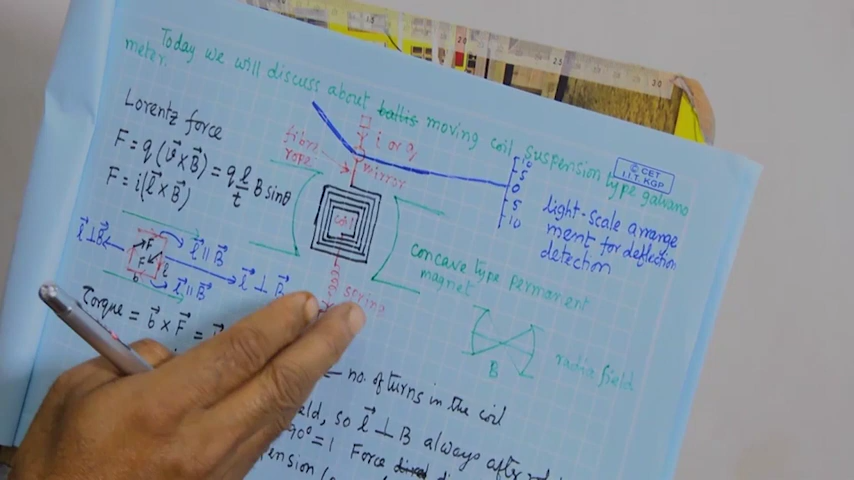 Today we will discuss about ballis moving coil suspension type galvano
meter.
© CET
I.I.T. KGP
Lorentz force
F = q(v⃗ × B⃗) = q l/t B sinθ
F = i(l⃗ × B⃗)
fibre
rope
i or q
mirror
coil
spring
10
5
0
5
10
light-scale arrange
ment for deflection
detection
l⃗ ⊥ B⃗
l⃗ ∥ B⃗
F
F
l
b
l⃗ ⊥ B⃗
l⃗ ∥ B⃗
concave type permanent
magnet
B
radial field
Torque = b⃗ × F⃗ =
no. of turns in the coil
so l⃗ ⊥ B always after
90° = 1 Force